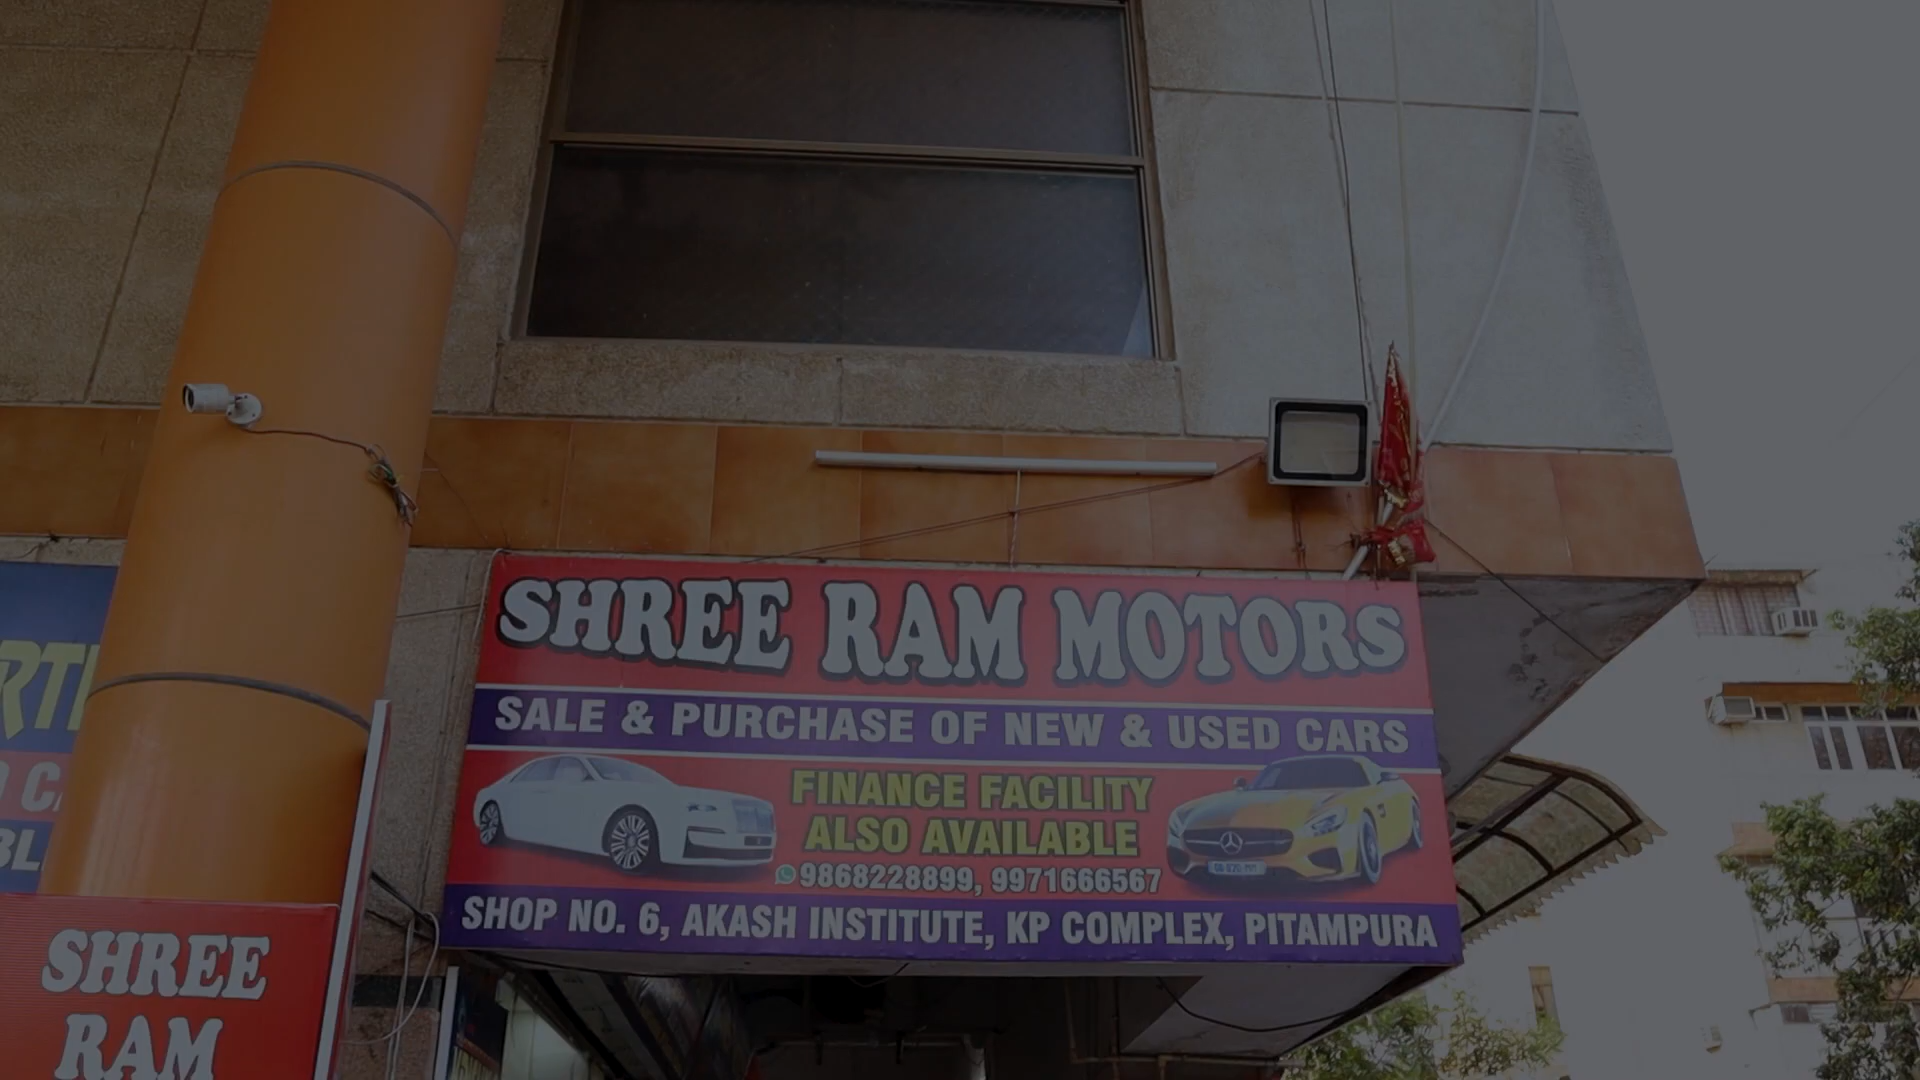 SHREE RAM MOTORS
SALE & PURCHASE OF NEW & USED CARS
FINANCE FACILITY
ALSO AVAILABLE
9868228899, 9971666567
SHOP NO. 6, AKASH INSTITUTE, KP COMPLEX, PITAMPURA
SHREE
RAM